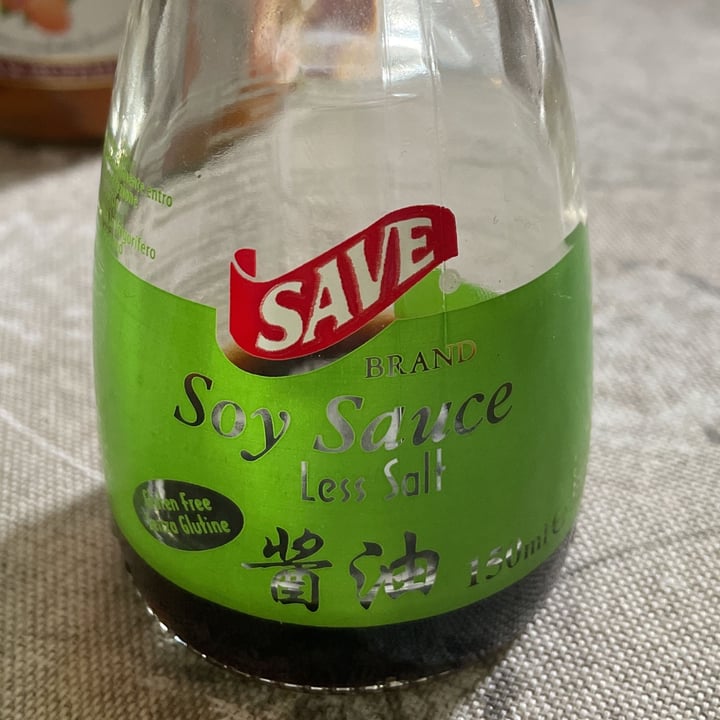 SAVE
BRAND
Soy Sauce
Less Salt
Gluten Free
Senza Glutine
醬油
150ml e